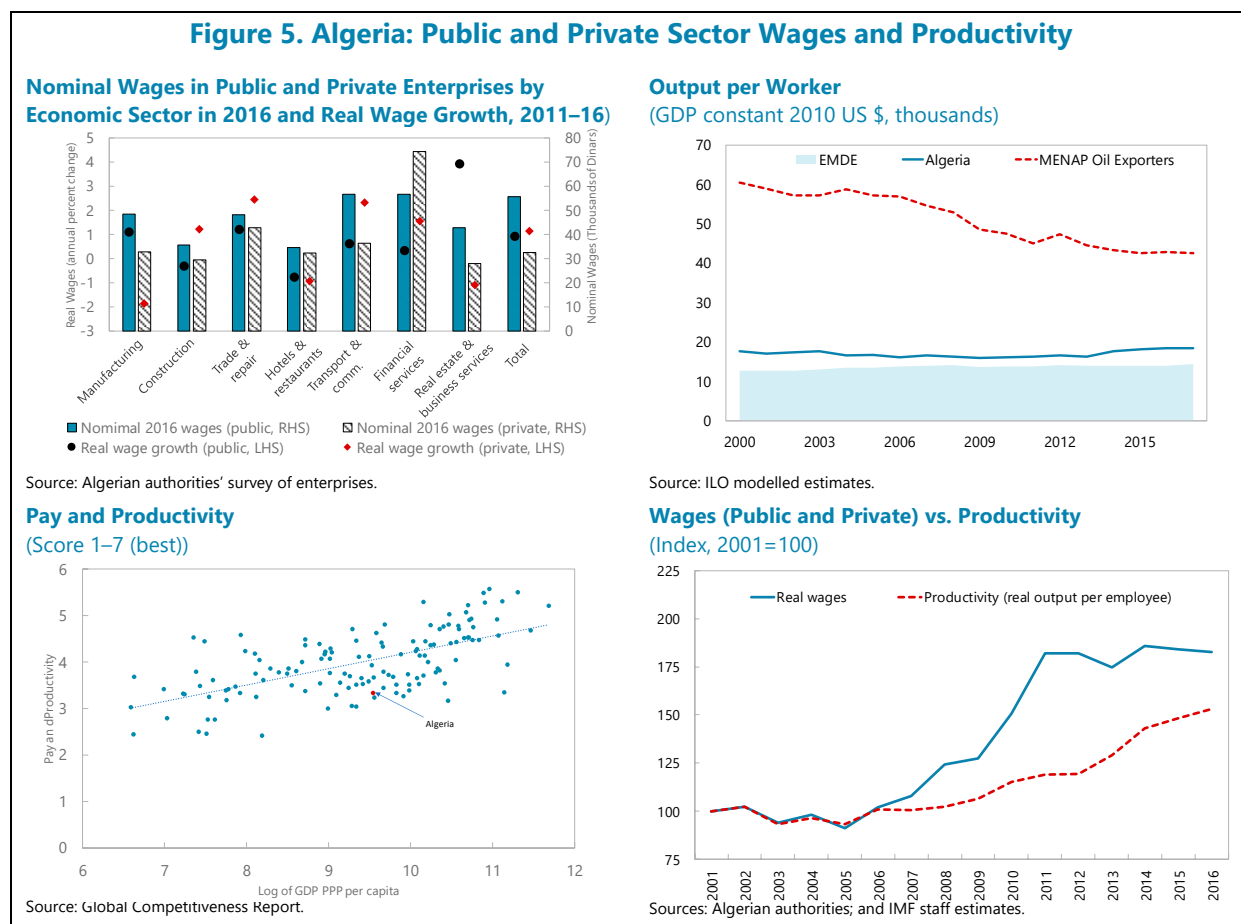 Figure 5. Algeria: Public and Private Sector Wages and Productivity
Nominal Wages in Public and Private Enterprises by
Economic Sector in 2016 and Real Wage Growth, 2011–16)
Real Wages (annual percent change)
5
4
3
2
1
0
-1
-2
-3
80
70
60
50
40
30
20
10
0
Nominal Wages (Thousands of Dinars)
Manufacturing
Construction
Trade &
repair
Hotels &
restaurants
Transport &
comm.
Financial
services
Real estate &
business services
Total
Nomimal 2016 wages (public, RHS)
Nominal 2016 wages (private, RHS)
Real wage growth (public, LHS)
Real wage growth (private, LHS)
Source: Algerian authorities’ survey of enterprises.
Output per Worker
(GDP constant 2010 US $, thousands)
70
60
50
40
30
20
10
0
EMDE
Algeria
MENAP Oil Exporters
2000
2003
2006
2009
2012
2015
Source: ILO modelled estimates.
Pay and Productivity
(Score 1–7 (best))
Pay an dProductivity
6
5
4
3
2
1
0
Algeria
6
7
8
9
10
11
12
Log of GDP PPP per capita
Source: Global Competitiveness Report.
Wages (Public and Private) vs. Productivity
(Index, 2001=100)
225
200
175
150
125
100
75
Real wages
Productivity (real output per employee)
2001
2002
2003
2004
2005
2006
2007
2008
2009
2010
2011
2012
2013
2014
2015
2016
Sources: Algerian authorities; and IMF staff estimates.